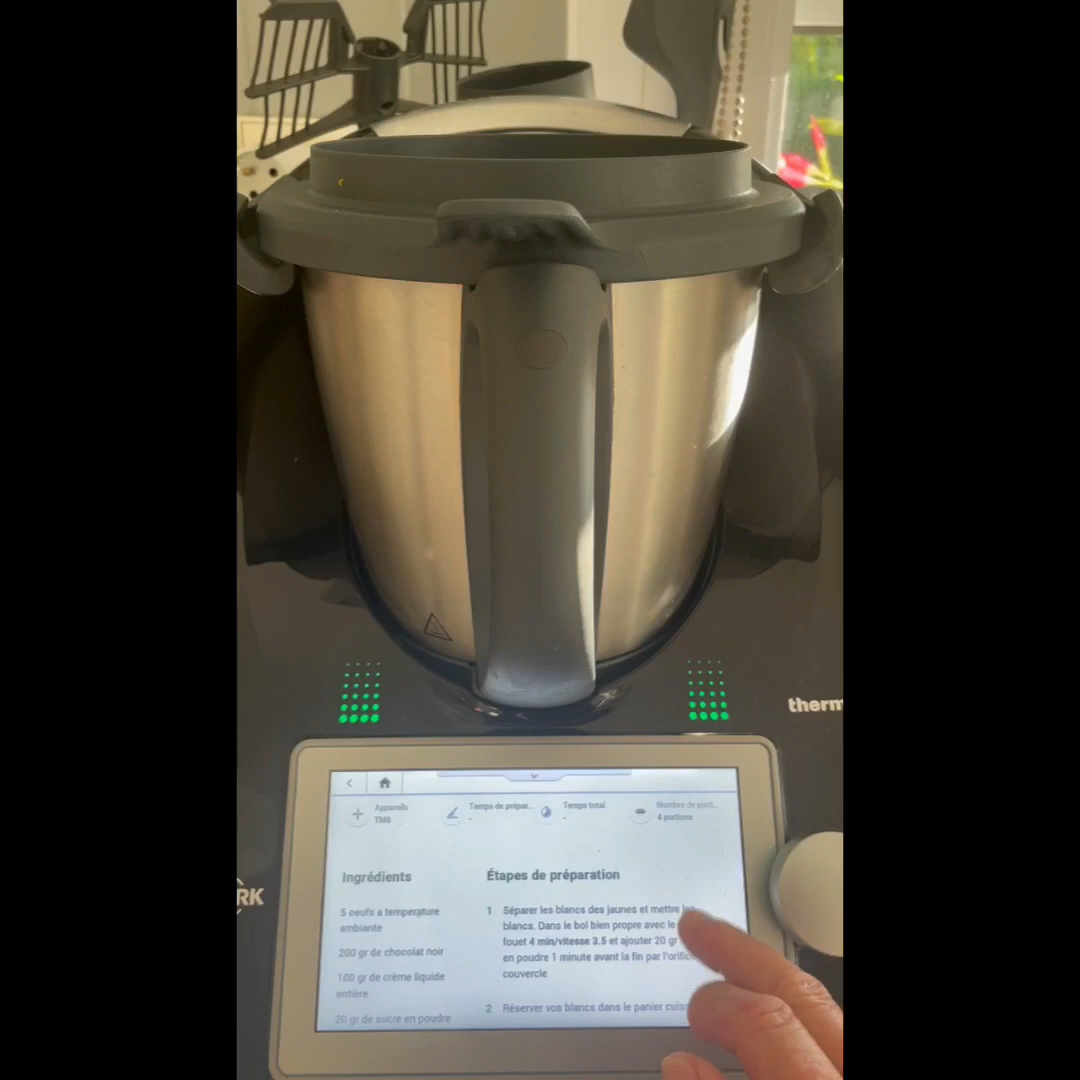 therm
RK
Appareils
TM6
-
Temps de prépar...
-
Temps total
-
Nombre de porti...
4 portions
Ingrédients
5 oeufs a temperature
ambiante
200 gr de chocolat noir
100 gr de crème liquide
entière
20 gr de sucre en poudre
Étapes de préparation
1 Séparer les blancs des jaunes et mettre
blancs. Dans le bol bien propre avec le
fouet 4 min/vitesse 3.5 et ajouter 20 gr
en poudre 1 minute avant la fin par l'orific
couvercle
2 Réserver vos blancs dans le panier cuis